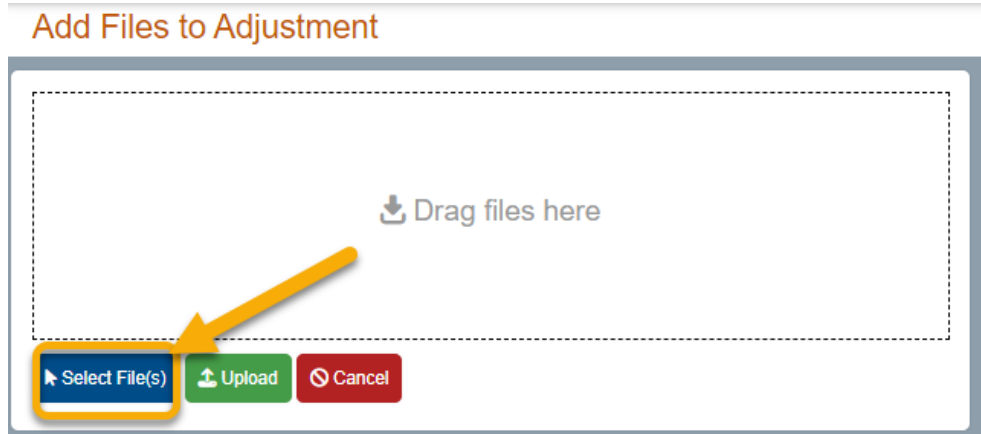 Add Files to Adjustment
Drag files here
Select File(s) Upload Cancel